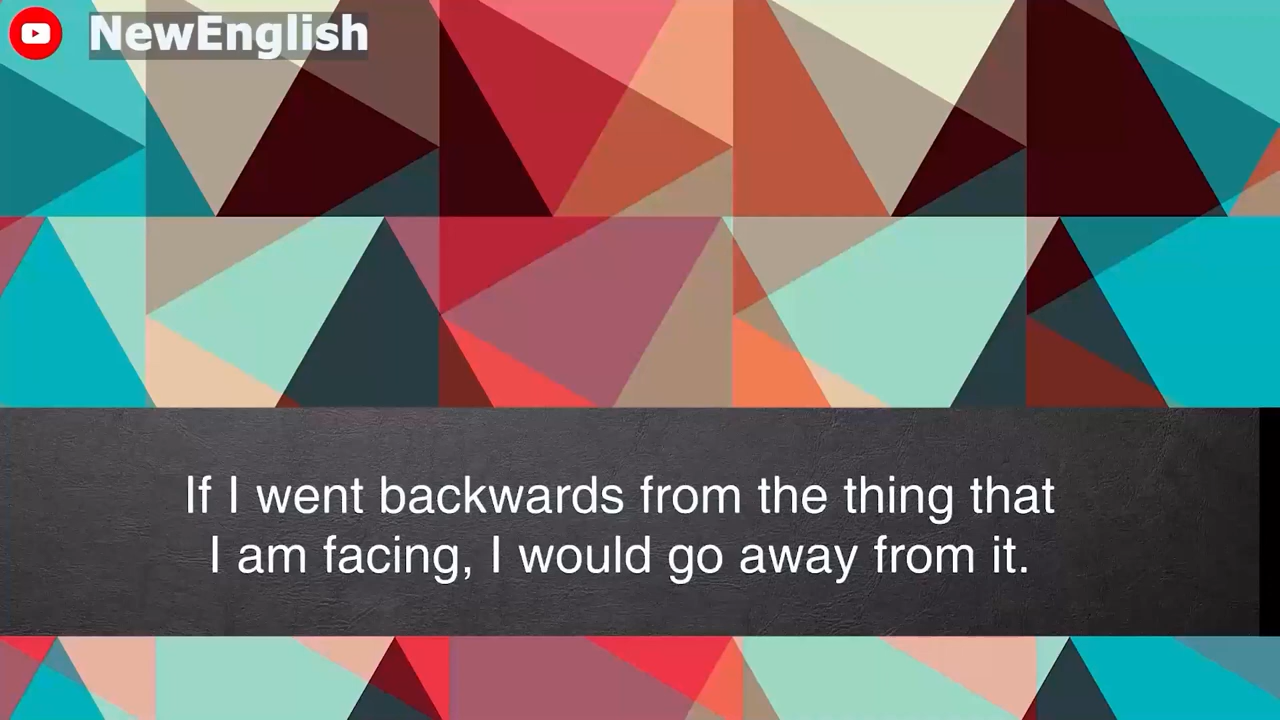 NewEnglish
If I went backwards from the thing that
I am facing, I would go away from it.